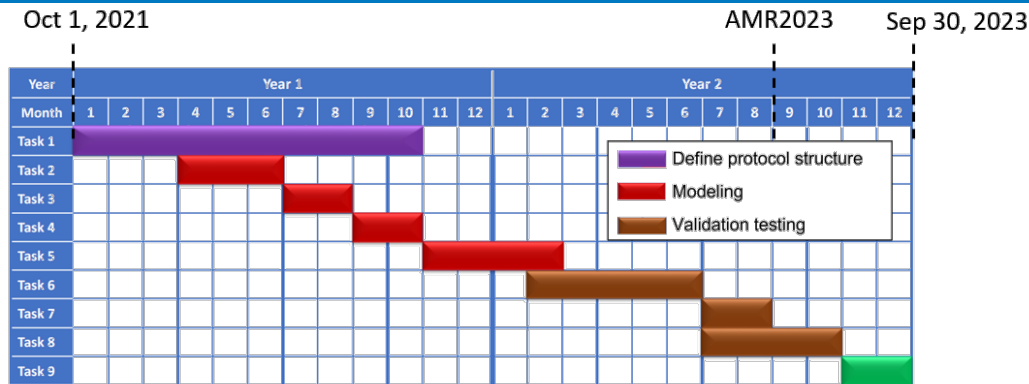 Oct 1, 2021 AMR2023 Sep 30, 2023
Year Year 1 Year 2
Month 1 2 3 4 5 6 7 8 9 10 11 12 1 2 3 4 5 6 7 8 9 10 11 12
Task 1
Task 2
Task 3
Task 4
Task 5
Task 6
Task 7
Task 8
Task 9
Define protocol structure
Modeling
Validation testing